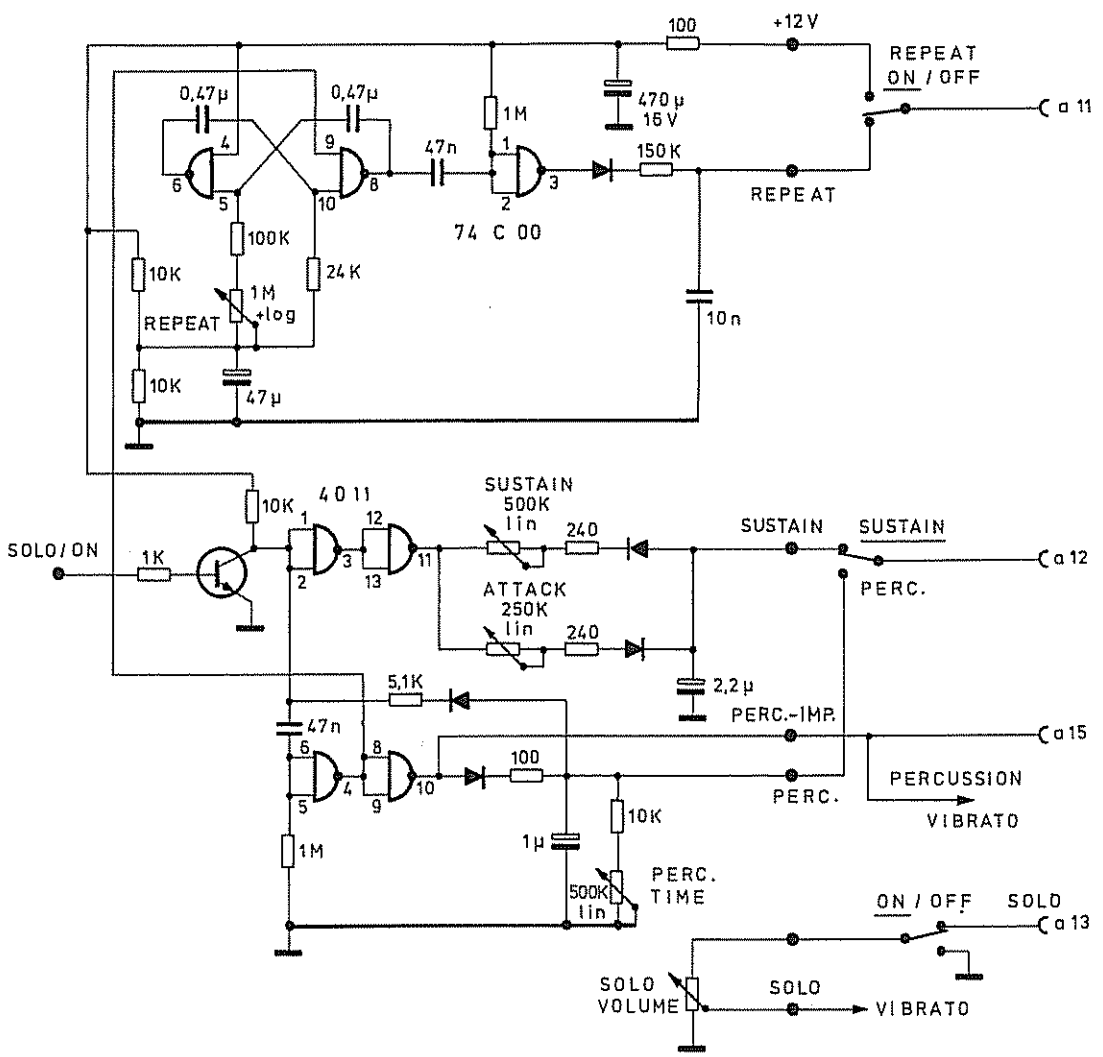 100
+12V
REPEAT
ON / OFF
a 11
0,47µ
0,47µ
470 µ
16V
1M
4
9
47n
1
6
5
10
8
2
3
150K
REPEAT
74 C 00
100K
24K
10K
1M
+log
REPEAT
10n
10K
47µ
10K
4011
SUSTAIN
500K
lin
240
SUSTAIN
SUSTAIN
a 12
SOLO/ON
1K
1
2
3
12
13
11
PERC.
ATTACK
250K
lin
240
5,1K
2,2µ
PERC.-IMP.
a 15
47n
6
5
4
8
9
10
100
PERC.
PERCUSSION
VIBRATO
1M
1µ
10K
500K
lin
PERC.
TIME
ON / OFF
SOLO
a 13
SOLO
VOLUME
SOLO
VIBRATO